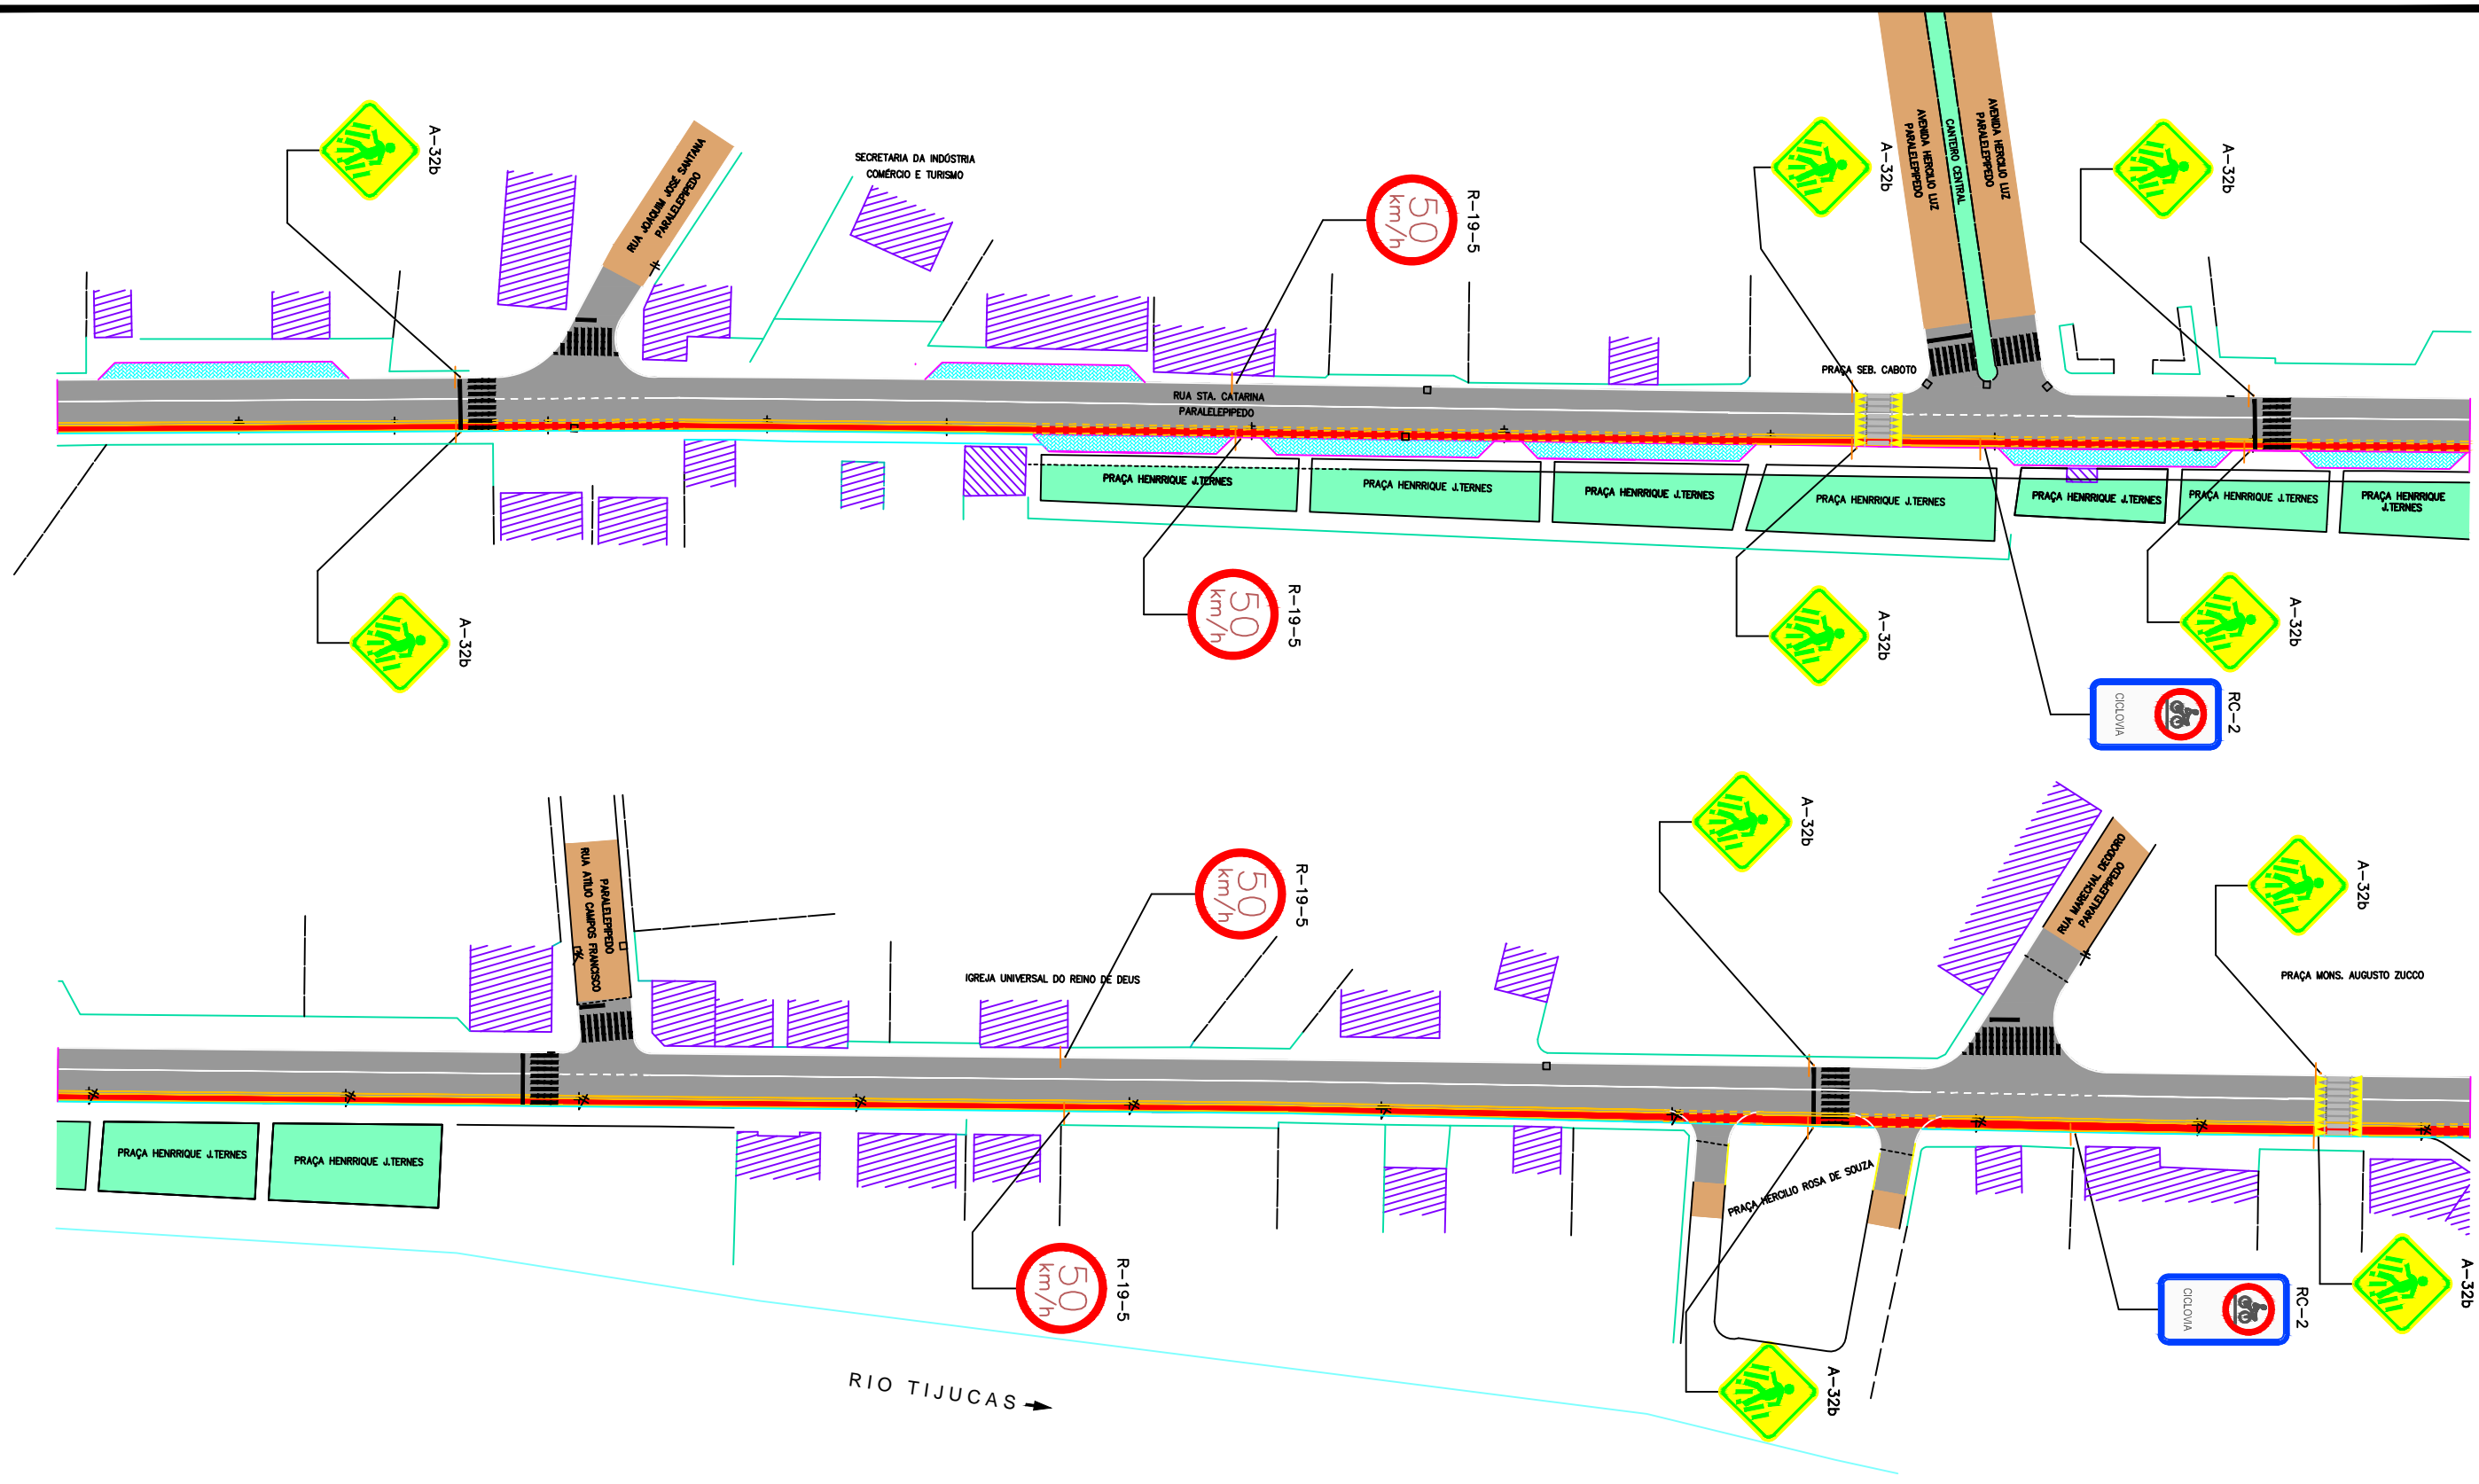 A-32b
RUA JOAQUIM JOSÉ SANTANA
PARALELEPIPEDO
SECRETARIA DA INDÚSTRIA
COMÉRCIO E TURISMO
50
km/h
R-19-5
A-32b
AVENIDA HERCILIO LUZ
PARALELEPIPEDO
CANTEIRO CENTRAL
AVENIDA HERCILIO LUZ
PARALELEPIPEDO
A-32b
PRAÇA SEB. CABOTO
RUA STA. CATARINA
PARALELEPIPEDO
PRAÇA HENRRIQUE J.TERNES
PRAÇA HENRRIQUE J.TERNES
PRAÇA HENRRIQUE J.TERNES
PRAÇA HENRRIQUE J.TERNES
PRAÇA HENRRIQUE J.TERNES
PRAÇA HENRRIQUE J.TERNES
PRAÇA HENRRIQUE
J.TERNES
A-32b
50
km/h
R-19-5
A-32b
A-32b
CICLOVIA
RC-2
PARALELEPIPEDO
RUA ATÍLIO CAMPOS FRANCISCO
50
km/h
R-19-5
IGREJA UNIVERSAL DO REINO DE DEUS
A-32b
RUA MARECHAL DEODORO
PARALELEPIPEDO
A-32b
PRAÇA MONS. AUGUSTO ZUCCO
PRAÇA HENRRIQUE J.TERNES
PRAÇA HENRRIQUE J.TERNES
PRAÇA HERCILIO ROSA DE SOUZA
50
km/h
R-19-5
CICLOVIA
RC-2
A-32b
A-32b
RIO TIJUCAS